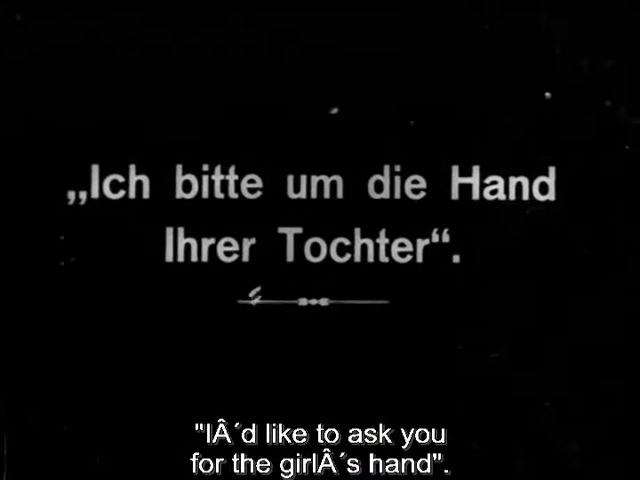 „Ich bitte um die Hand
Ihrer Tochter“.
"IÂ´d like to ask you
for the girlÂ´s hand".